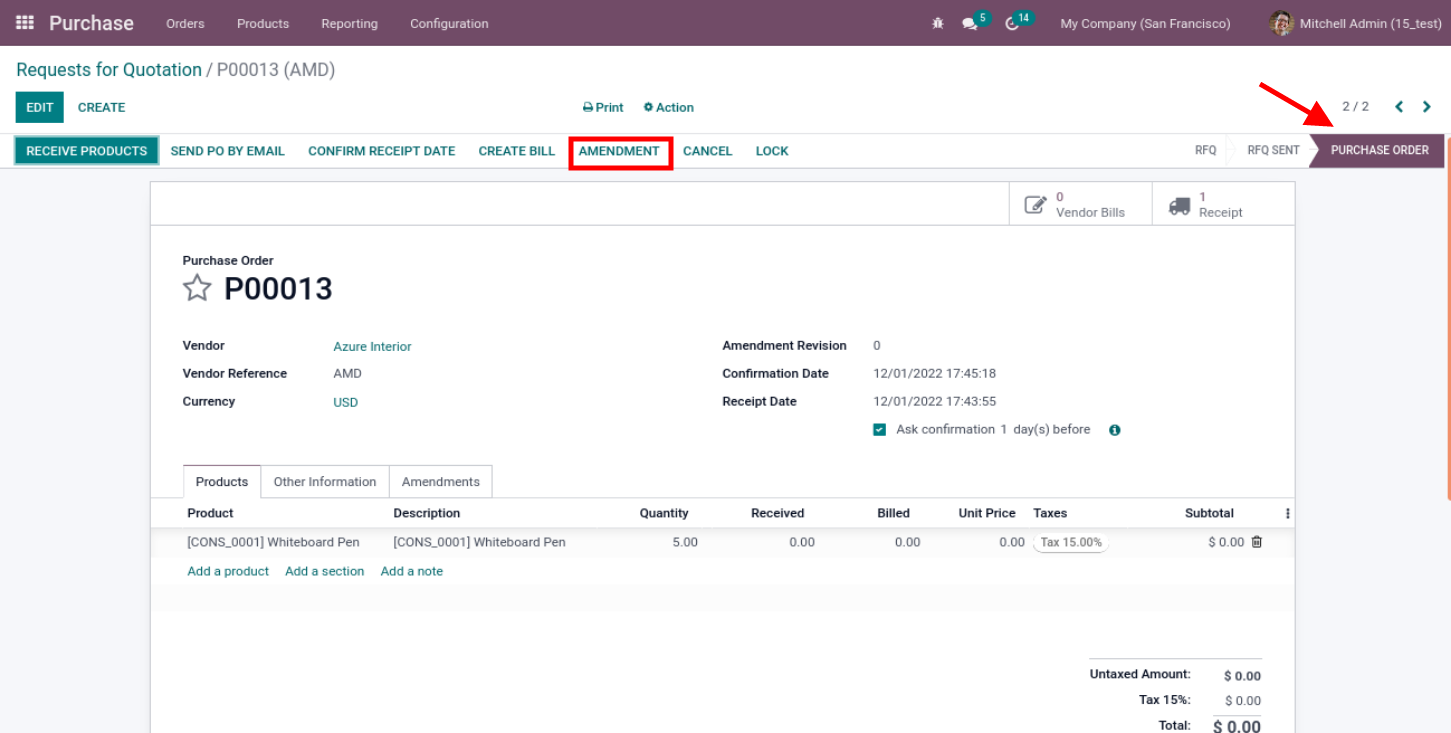 Purchase Orders Products Reporting Configuration 5 14 My Company (San Francisco) Mitchell Admin (15_test)
Requests for Quotation / P00013 (AMD)
EDIT CREATE Print Action 2 / 2
RECEIVE PRODUCTS SEND PO BY EMAIL CONFIRM RECEIPT DATE CREATE BILL AMENDMENT CANCEL LOCK RFQ RFQ SENT PURCHASE ORDER
0
Vendor Bills
1
Receipt
Purchase Order
P00013
Vendor Azure Interior
Vendor Reference AMD
Currency USD
Amendment Revision 0
Confirmation Date 12/01/2022 17:45:18
Receipt Date 12/01/2022 17:43:55
Ask confirmation 1 day(s) before
Products Other Information Amendments
Product Description Quantity Received Billed Unit Price Taxes Subtotal
[CONS_0001] Whiteboard Pen [CONS_0001] Whiteboard Pen 5.00 0.00 0.00 0.00 Tax 15.00% $ 0.00
Add a product Add a section Add a note
Untaxed Amount: $ 0.00
Tax 15%: $ 0.00
Total: $ 0.00